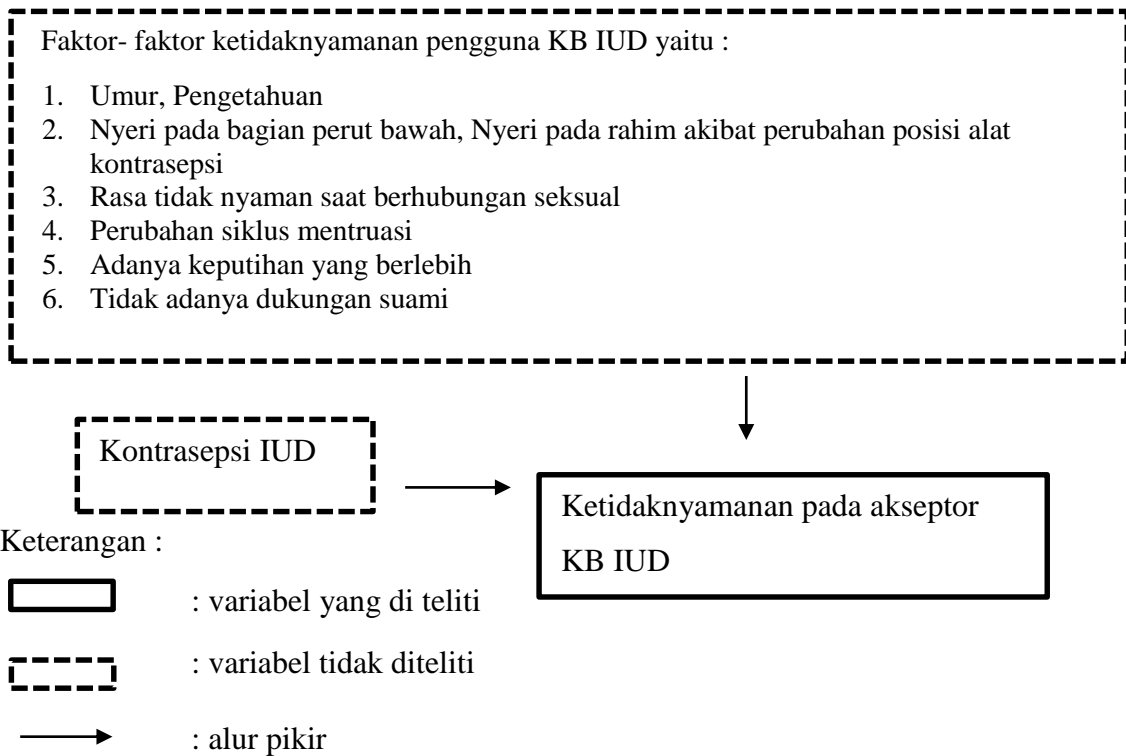 Faktor- faktor ketidaknyamanan pengguna KB IUD yaitu :
1. Umur, Pengetahuan
2. Nyeri pada bagian perut bawah, Nyeri pada rahim akibat perubahan posisi alat
kontrasepsi
3. Rasa tidak nyaman saat berhubungan seksual
4. Perubahan siklus mentruasi
5. Adanya keputihan yang berlebih
6. Tidak adanya dukungan suami
Kontrasepsi IUD
Ketidaknyamanan pada akseptor
KB IUD
Keterangan :
: variabel yang di teliti
: variabel tidak diteliti
: alur pikir